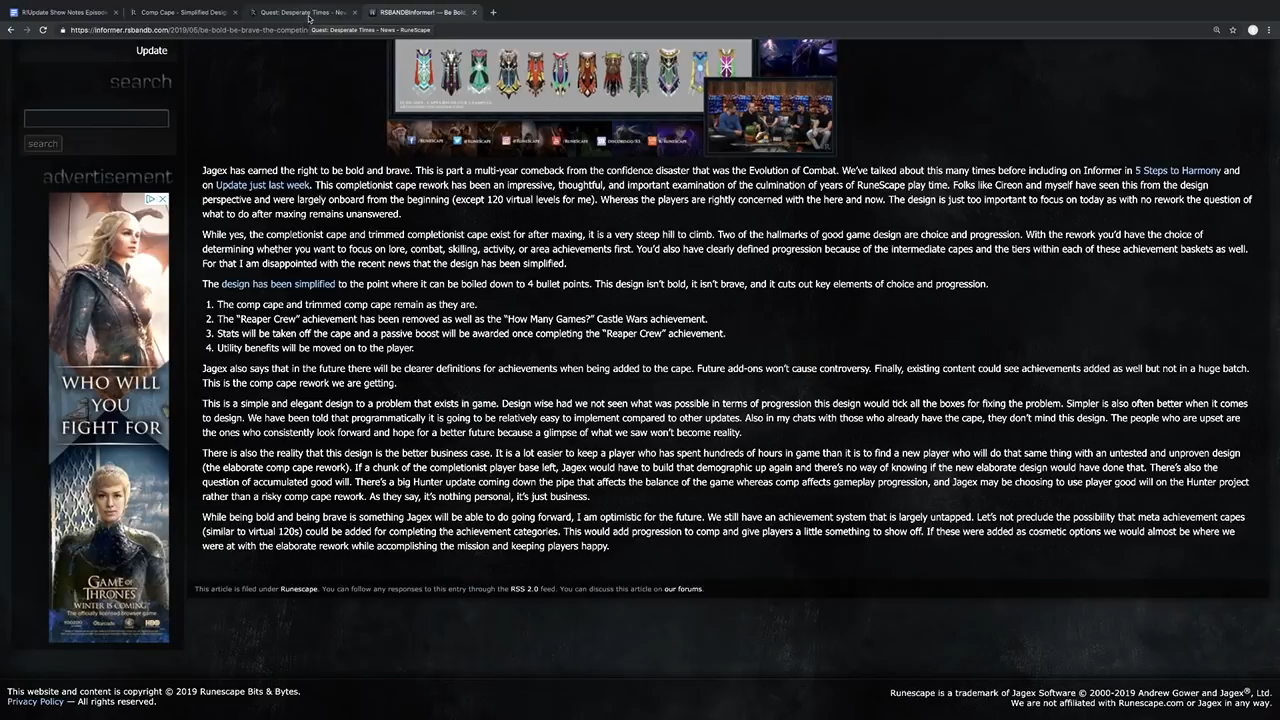 R!Update Show Notes Episode
Comp Cape - Simplified Desig
Quest: Desperate Times - New
RSBANDBInformer! — Be Bold
https://informer.rsbandb.com/2019/05/be-bold-be-brave-the-competin
Quest: Desperate Times - News - RuneScape
Update
search
search
advertisement
WHO WILL
YOU
FIGHT FOR
GAME OF
THRONES
WINTER IS COMING
The officially licensed browser game
HBO
/RUNESCAPE
@RUNESCAPE
Jagex has earned the right to be bold and brave. This is part a multi-year comeback from the confidence disaster that was the Evolution of Combat. We've talked about this many times before including on Informer in 5 Steps to Harmony and
on Update just last week. This completionist cape rework has been an impressive, thoughtful, and important examination of the culmination of years of RuneScape play time. Folks like Cireon and myself have seen this from the design
perspective and were largely onboard from the beginning (except 120 virtual levels for me). Whereas the players are rightly concerned with the here and now. The design is just too important to focus on today as with no rework the question of
what to do after maxing remains unanswered.
While yes, the completionist cape and trimmed completionist cape exist for after maxing, it is a very steep hill to climb. Two of the hallmarks of good game design are choice and progression. With the rework you'd have the choice of
determining whether you want to focus on lore, combat, skilling, activity, or area achievements first. You'd also have clearly defined progression because of the intermediate capes and the tiers within each of these achievement baskets as well.
For that I am disappointed with the recent news that the design has been simplified.
The design has been simplified to the point where it can be boiled down to 4 bullet points. This design isn't bold, it isn't brave, and it cuts out key elements of choice and progression.
1. The comp cape and trimmed comp cape remain as they are.
2. The “Reaper Crew” achievement has been removed as well as the “How Many Games?” Castle Wars achievement.
3. Stats will be taken off the cape and a passive boost will be awarded once completing the “Reaper Crew” achievement.
4. Utility benefits will be moved on to the player.
Jagex also says that in the future there will be clearer definitions for achievements when being added to the cape. Future add-ons won't cause controversy. Finally, existing content could see achievements added as well but not in a huge batch.
This is the comp cape rework we are getting.
This is a simple and elegant design to a problem that exists in game. Design wise had we not seen what was possible in terms of progression this design would tick all the boxes for fixing the problem. Simpler is also often better when it comes
to design. We have been told that programmatically it is going to be relatively easy to implement compared to other updates. Also in my chats with those who already have the cape, they don't mind this design. The people who are upset are
the ones who consistently look forward and hope for a better future because a glimpse of what we saw won't become reality.
There is also the reality that this design is the better business case. It is a lot easier to keep a player who has spent hundreds of hours in game than it is to find a new player who will do that same thing with an untested and unproven design
(the elaborate comp cape rework). If a chunk of the completionist player base left, Jagex would have to build that demographic up again and there's no way of knowing if the new elaborate design would have done that. There's also the
question of accumulated good will. There's a big Hunter update coming down the pipe that affects the balance of the game whereas comp affects gameplay progression, and Jagex may be choosing to use player good will on the Hunter project
rather than a risky comp cape rework. As they say, it's nothing personal, it's just business.
While being bold and being brave is something Jagex will be able to do going forward, I am optimistic for the future. We still have an achievement system that is largely untapped. Let's not preclude the possibility that meta achievement capes
(similar to virtual 120s) could be added for completing the achievement categories. This would add progression to comp and give players a little something to show off. If these were added as cosmetic options we would almost be where we
were at with the elaborate rework while accomplishing the mission and keeping players happy.
This article is filed under Runescape. You can follow any responses to this entry through the RSS 2.0 feed. You can discuss this article on our forums.
This website and content is copyright © 2019 Runescape Bits & Bytes.
Privacy Policy — All rights reserved.
Runescape is a trademark of Jagex Software © 2000-2019 Andrew Gower and Jagex®, Ltd.
We are not affiliated with Runescape.com or Jagex in any way.